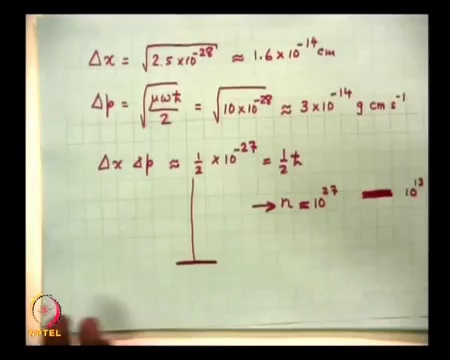 Δx = √2.5×10⁻²⁸ ≈ 1.6×10⁻¹⁴ cm
Δp = √(μωħ/2) = √10×10⁻²⁸ ≈ 3×10⁻¹⁴ g cm s⁻¹
Δx Δp ≈ ½×10⁻²⁷ = ½ħ
→ n ≈ 10²⁷ 10¹³
NPTEL